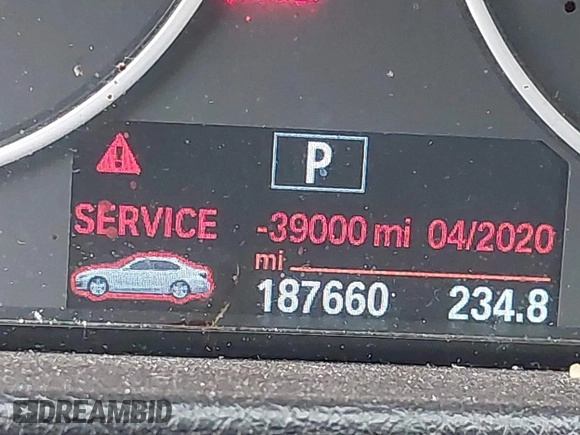 P
SERVICE -39000 mi 04/2020
mi
187660 234.8
DREAMBID